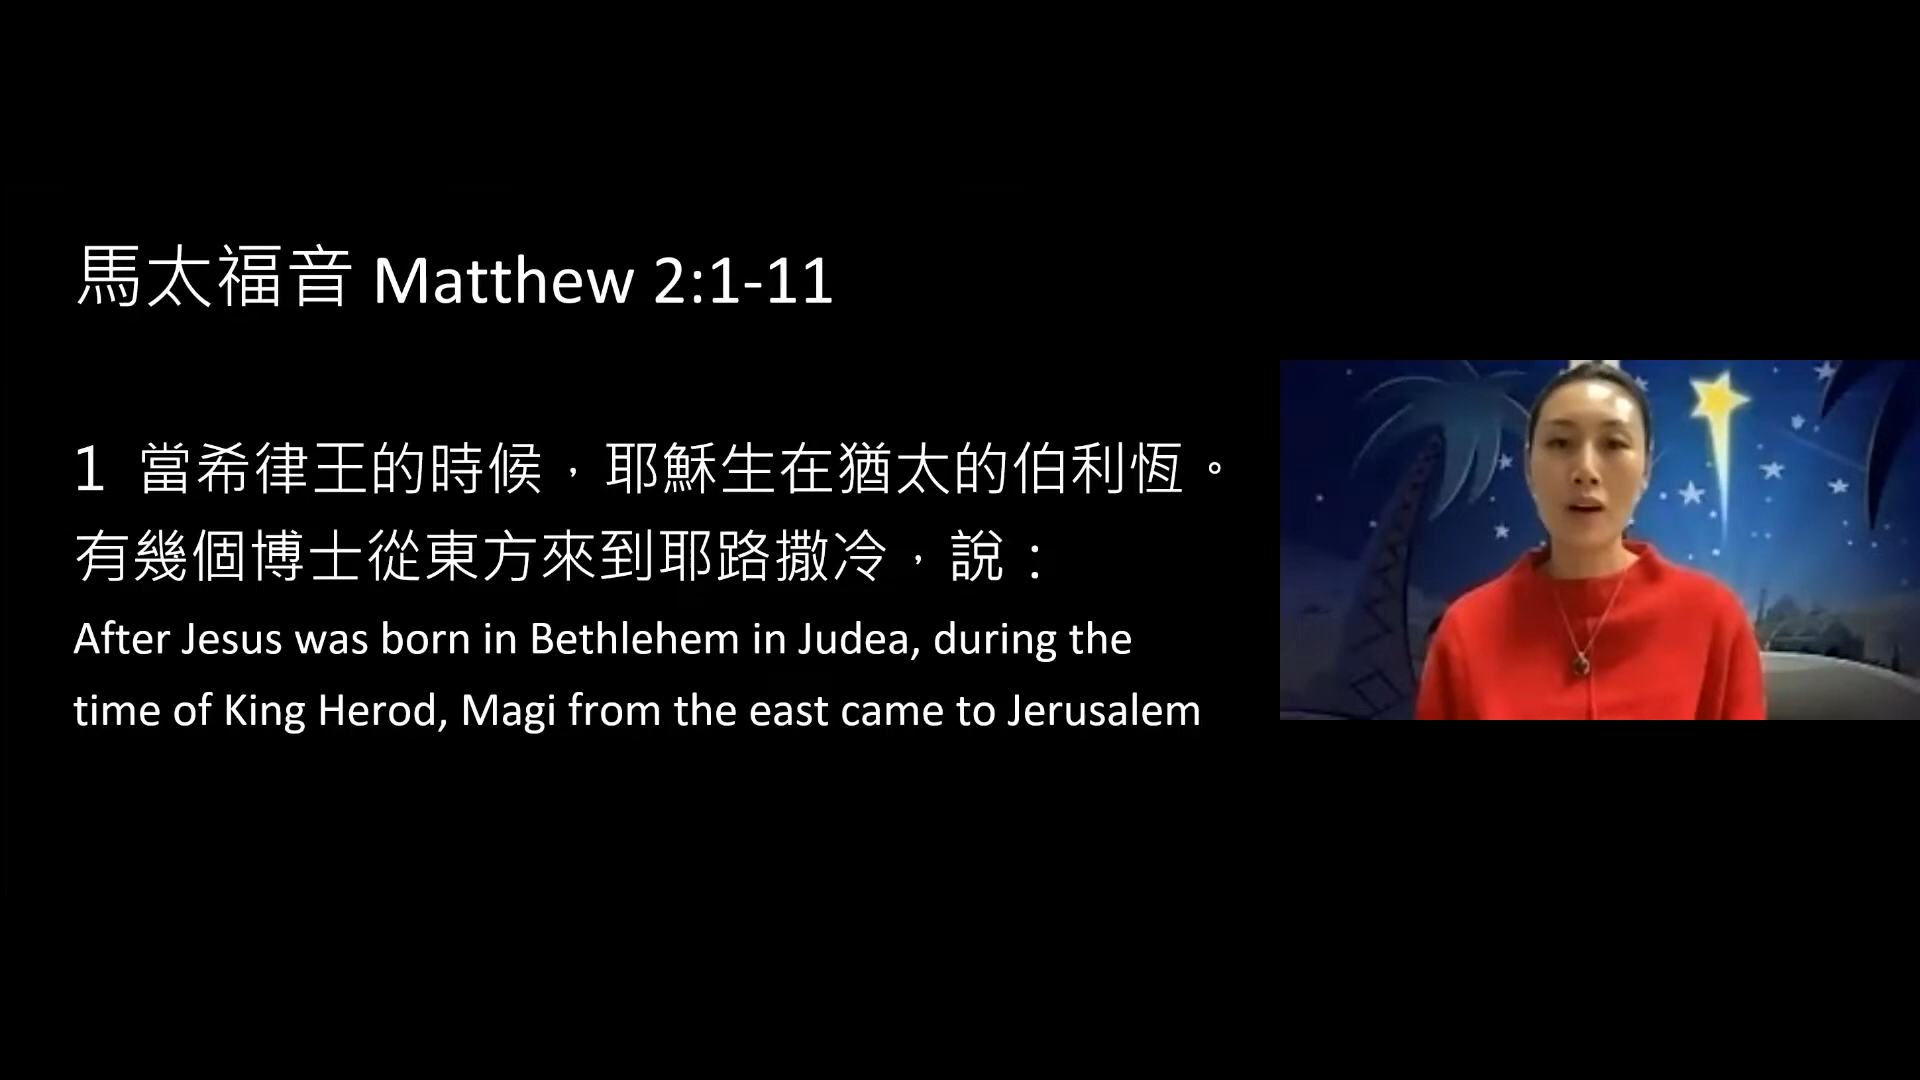 馬太福音 Matthew 2:1-11
1 當希律王的時候，耶穌生在猶太的伯利恆。
有幾個博士從東方來到耶路撒冷，說：
After Jesus was born in Bethlehem in Judea, during the
time of King Herod, Magi from the east came to Jerusalem